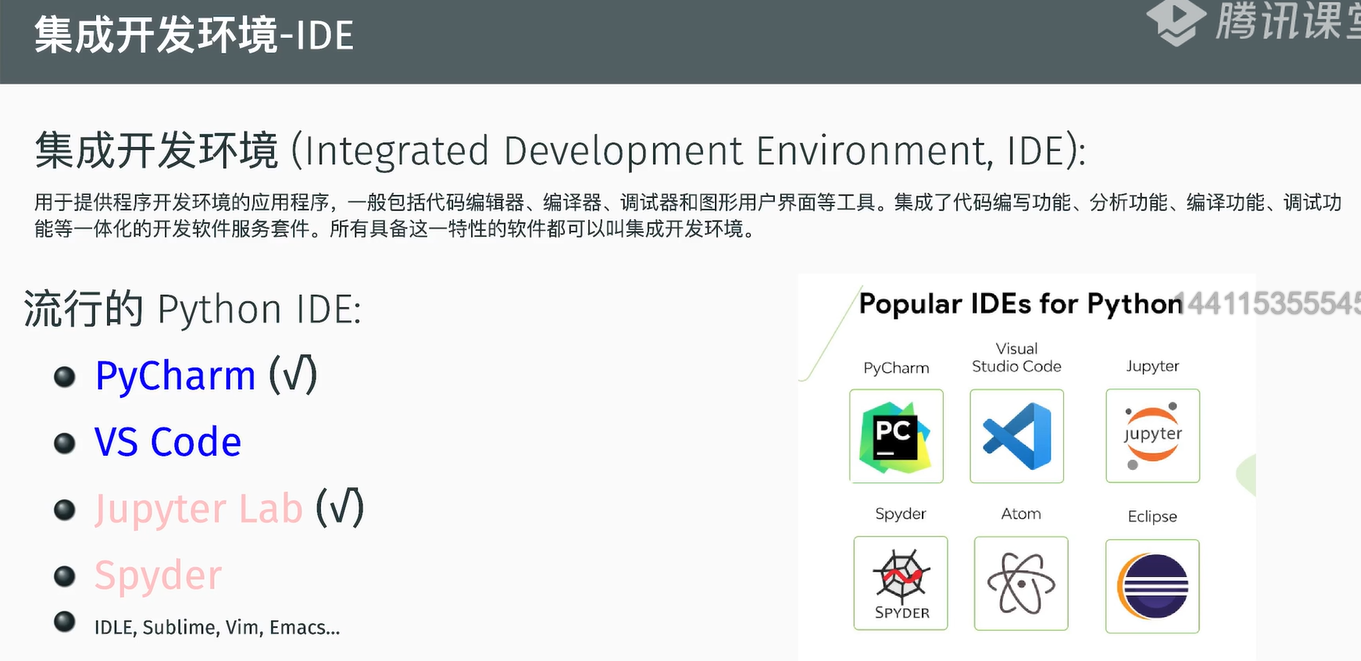 集成开发环境-IDE
腾讯课堂
集成开发环境 (Integrated Development Environment, IDE):
用于提供程序开发环境的应用程序，一般包括代码编辑器、编译器、调试器和图形用户界面等工具。集成了代码编写功能、分析功能、编译功能、调试功
能等一体化的开发软件服务套件。所有具备这一特性的软件都可以叫集成开发环境。
流行的 Python IDE:
PyCharm (√)
VS Code
Jupyter Lab (√)
Spyder
IDLE, Sublime, Vim, Emacs...
Popular IDEs for Python
144115355545
PyCharm
Visual
Studio Code
Jupyter
PC
jupyter
Spyder
Atom
Eclipse
SPYDER